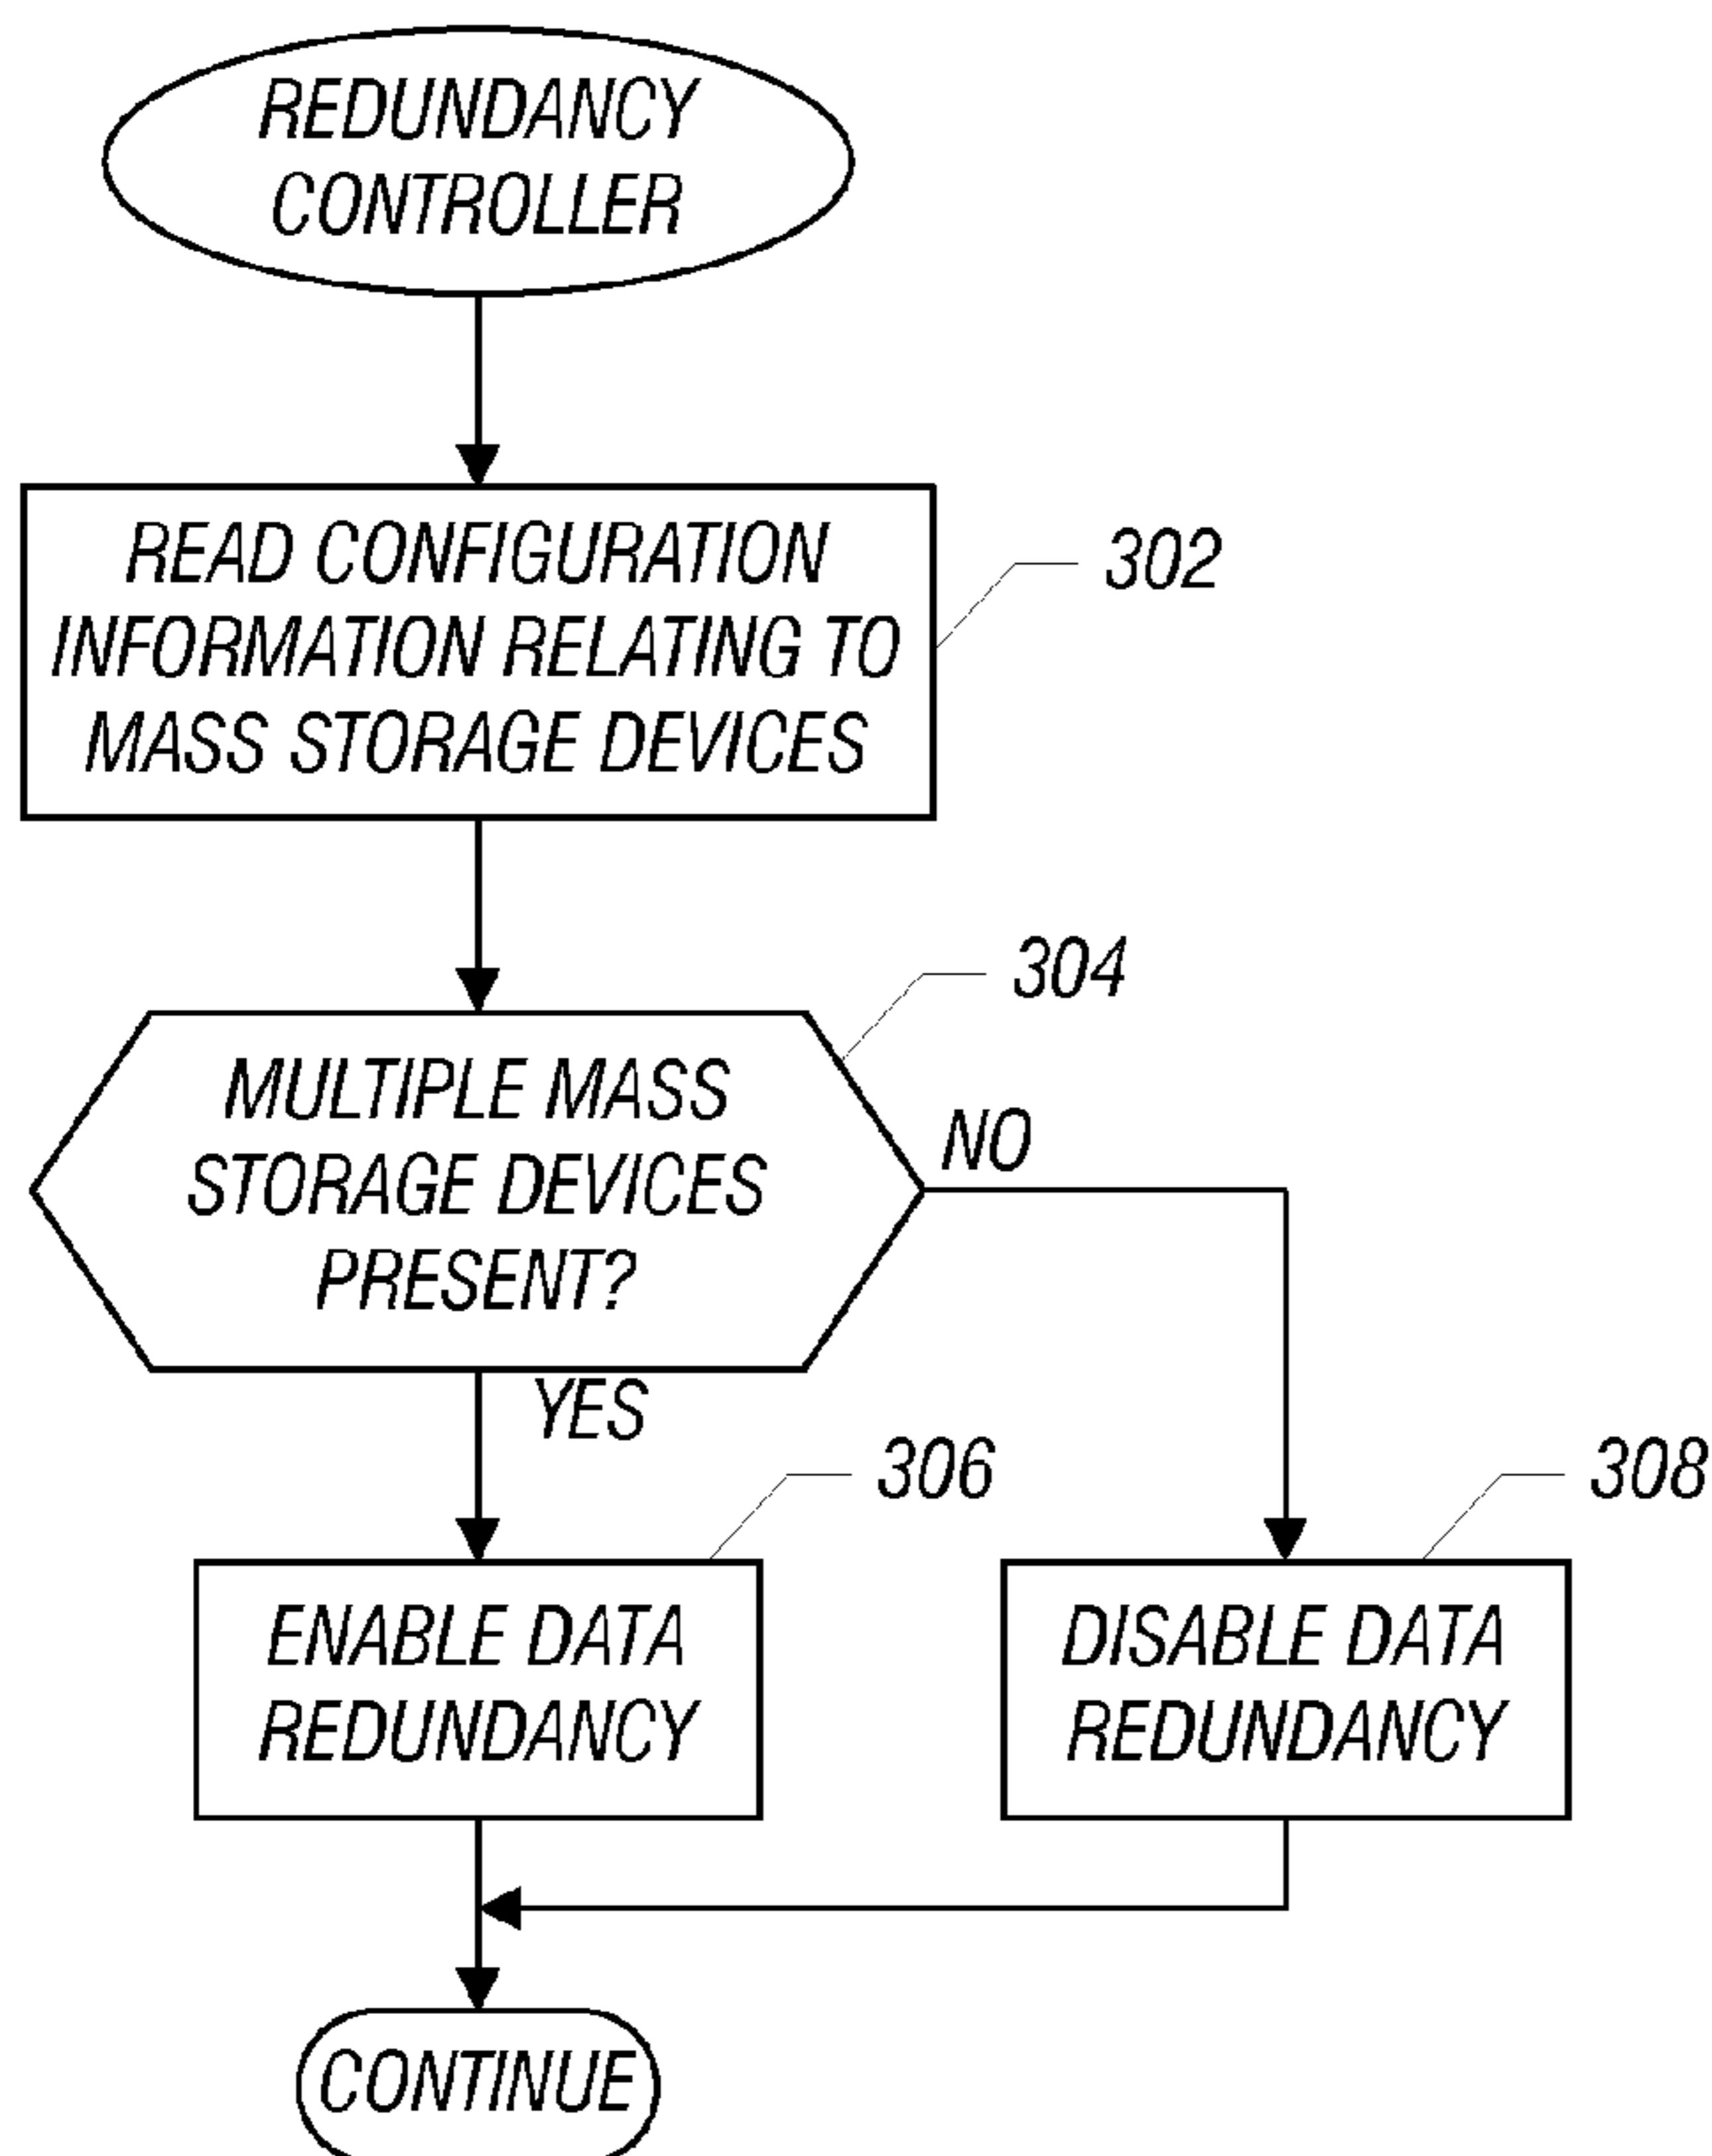 REDUNDANCY
CONTROLLER
READ CONFIGURATION
INFORMATION RELATING TO
MASS STORAGE DEVICES
302
304
MULTIPLE MASS
STORAGE DEVICES
PRESENT?
NO
YES
306
308
ENABLE DATA
REDUNDANCY
DISABLE DATA
REDUNDANCY
CONTINUE